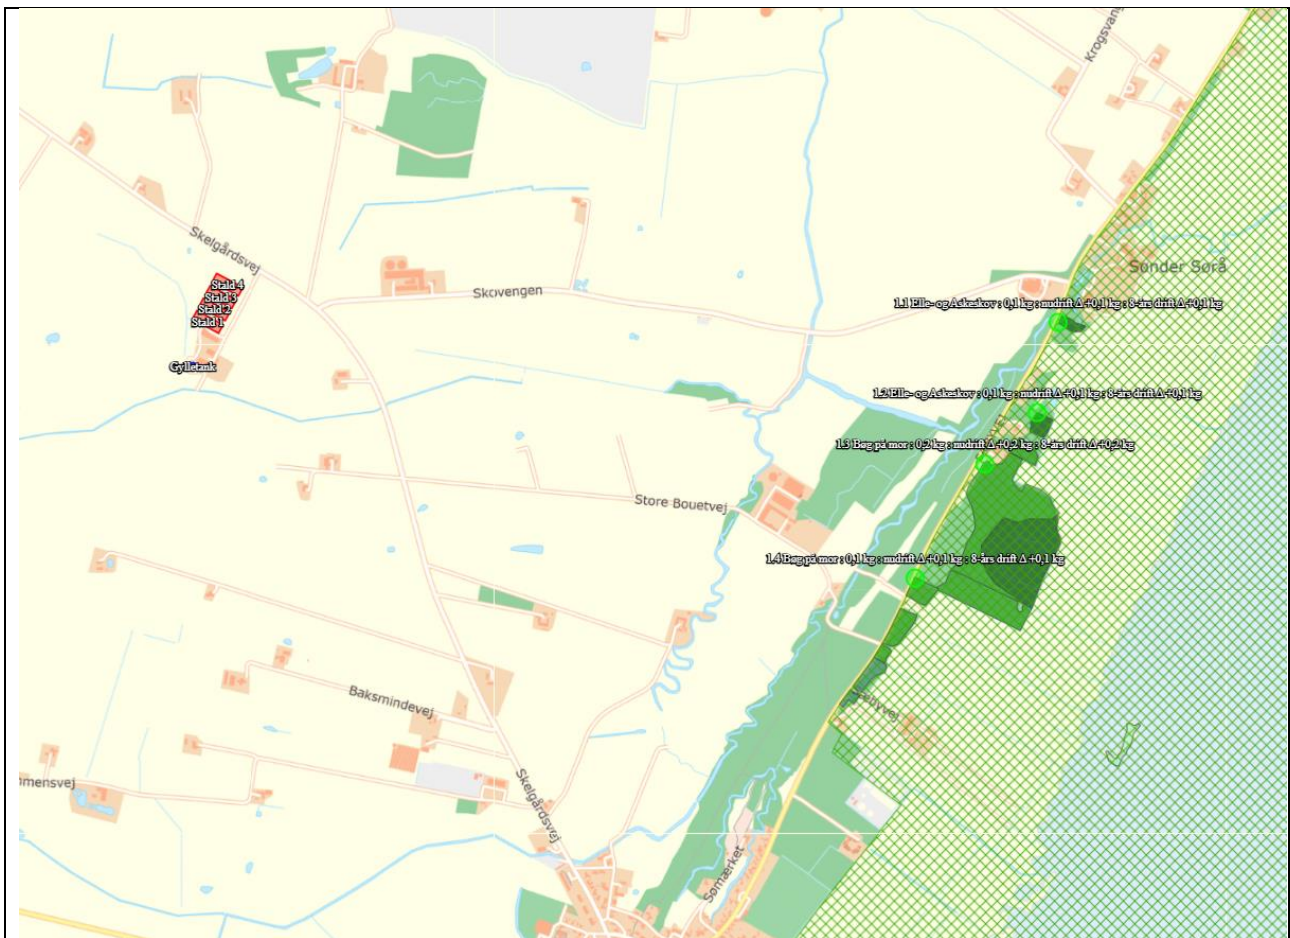 Krogsvang
Skelgårdsvej
Sønder Sørå
Stald 4
Stald 3
Stald 2
Stald 1
Skovengen
1.1 Elle- og Askeskov : 0,1 kg : nudrift Δ +0,1 kg : 8-års drift Δ +0,1 kg
Gylletank
1.2 Elle- og Askeskov : 0,1 kg : nudrift Δ +0,1 kg : 8-års drift Δ +0,1 kg
1.3 Bøg på mor : 0,2 kg : nudrift Δ +0,2 kg : 8-års drift Δ +0,2 kg
Store Bouetvej
1.4 Bøg på mor : 0,1 kg : nudrift Δ +0,1 kg : 8-års drift Δ +0,1 kg
Baksmindevej
mmensvej
Skelgårdsvej
Sømærket